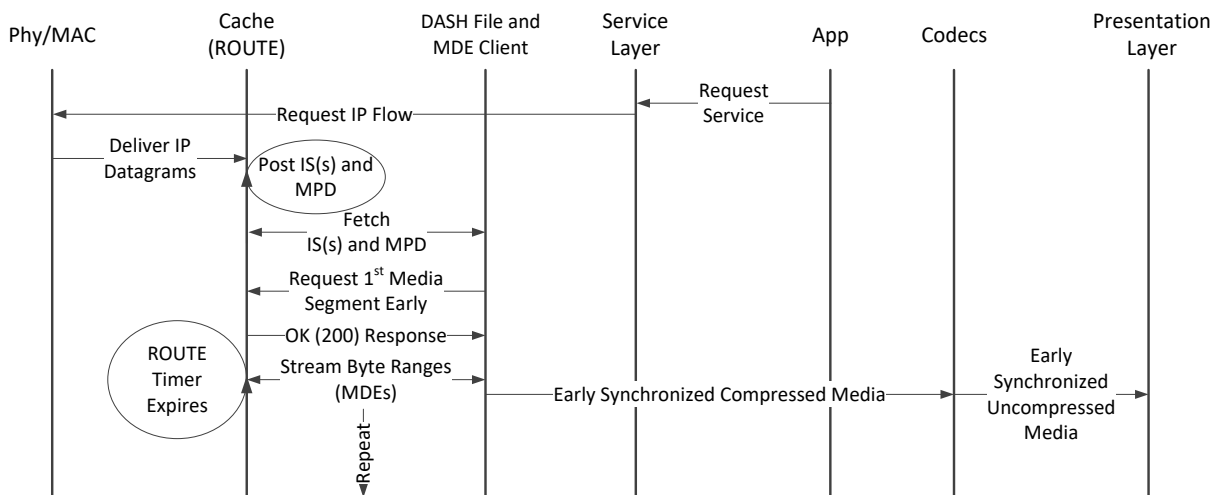 Phy/MAC
Cache
(ROUTE)
DASH File and
MDE Client
Service
Layer
App
Codecs
Presentation
Layer
Request
Service
Request IP Flow
Deliver IP
Datagrams
Post IS(s) and
MPD
Fetch
IS(s) and MPD
Request 1st Media
Segment Early
OK (200) Response
ROUTE
Timer
Expires
Stream Byte Ranges
(MDEs)
Early Synchronized Compressed Media
Early
Synchronized
Uncompressed
Media
Repeat